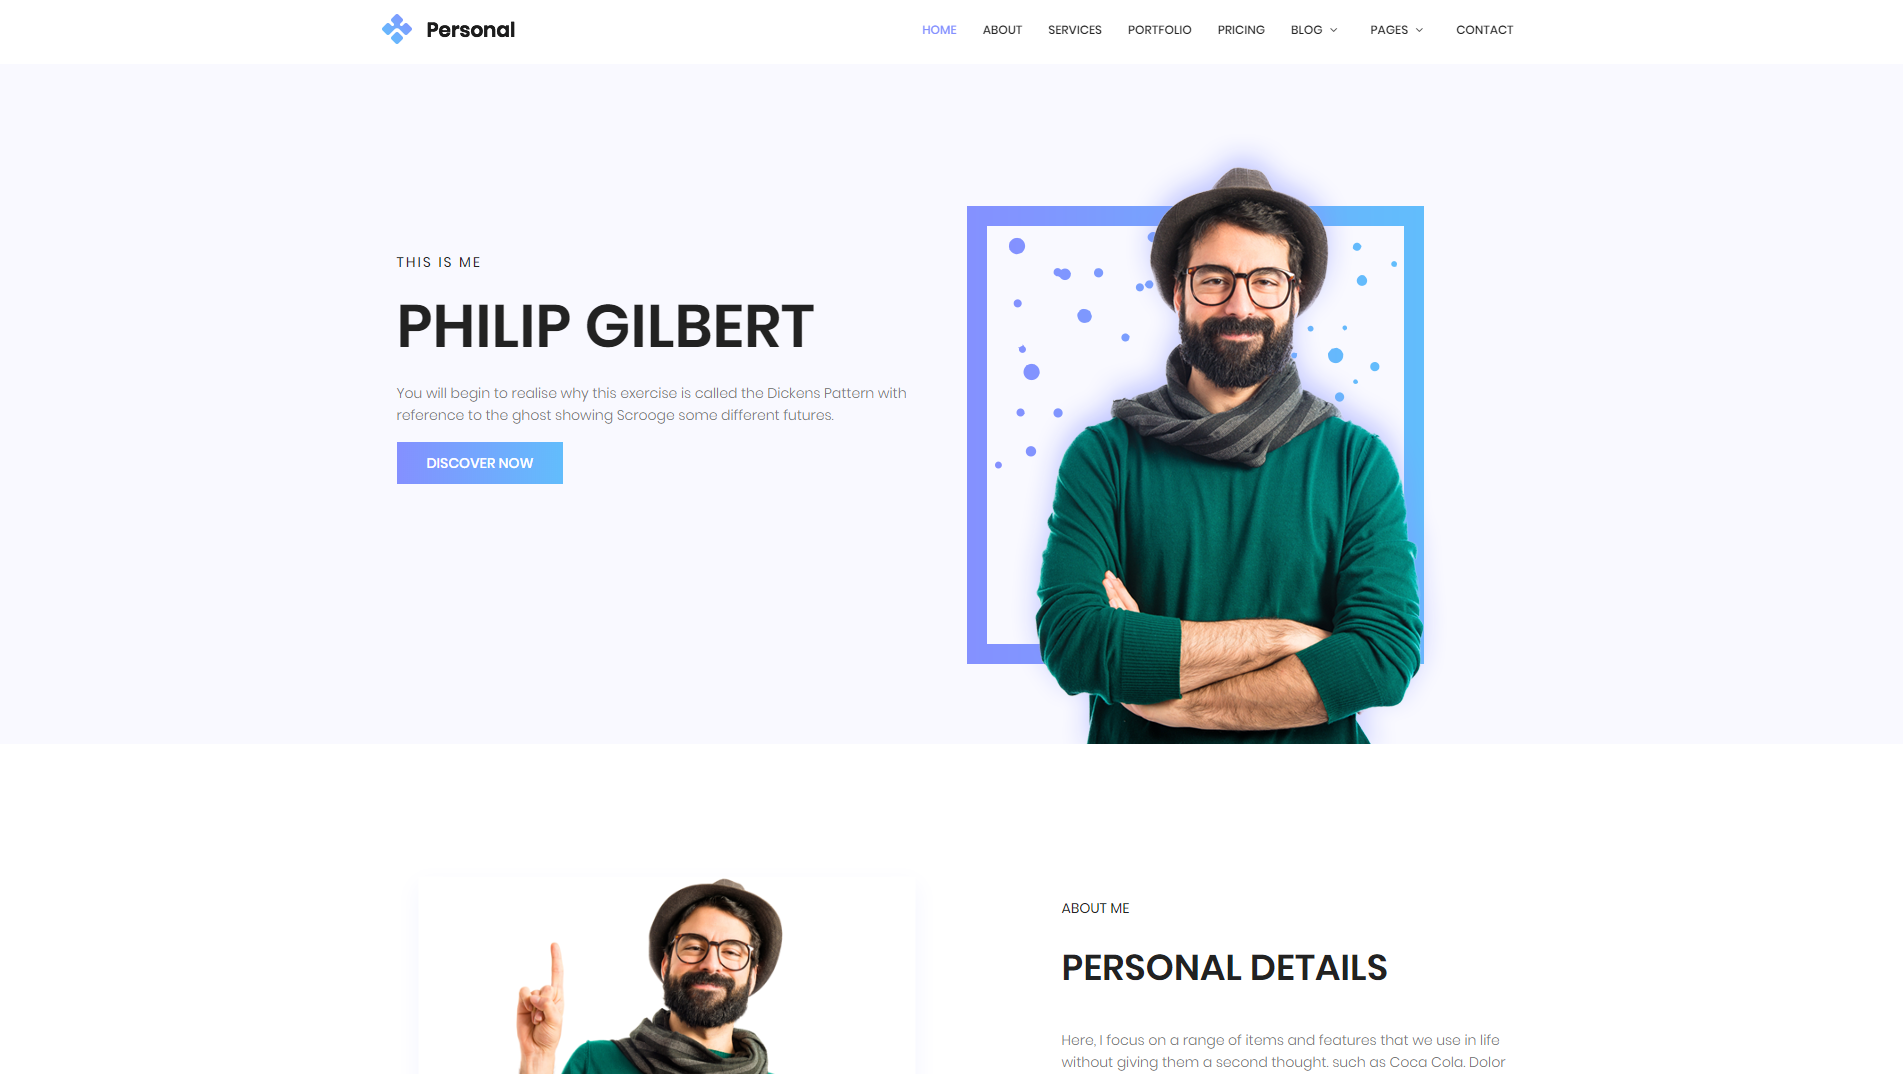 Personal
HOME ABOUT SERVICES PORTFOLIO PRICING BLOG PAGES CONTACT
THIS IS ME
PHILIP GILBERT
You will begin to realise why this exercise is called the Dickens Pattern with
reference to the ghost showing Scrooge some different futures.
DISCOVER NOW
ABOUT ME
PERSONAL DETAILS
Here, I focus on a range of items and features that we use in life
without giving them a second thought. such as Coca Cola. Dolor